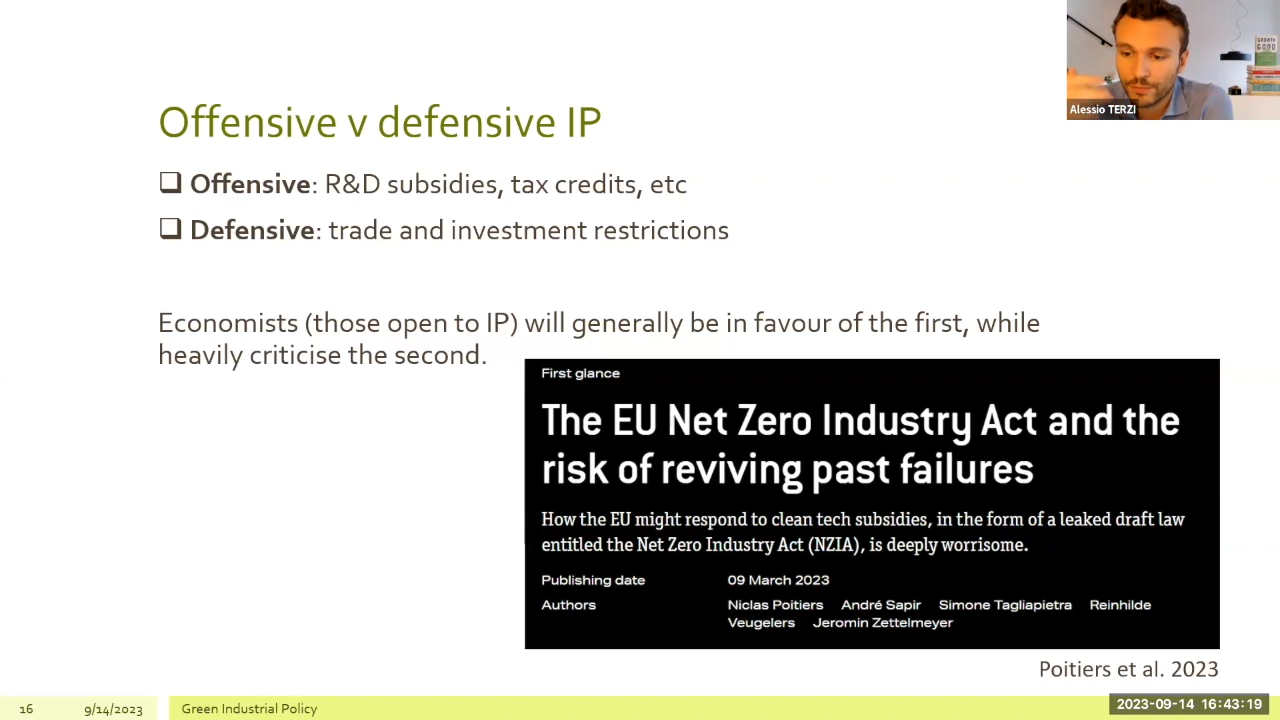 Offensive v defensive IP
❑ Offensive: R&D subsidies, tax credits, etc
❑ Defensive: trade and investment restrictions
Economists (those open to IP) will generally be in favour of the first, while
heavily criticise the second.
First glance
The EU Net Zero Industry Act and the
risk of reviving past failures
How the EU might respond to clean tech subsidies, in the form of a leaked draft law
entitled the Net Zero Industry Act (NZIA), is deeply worrisome.
Publishing date 09 March 2023
Authors Niclas Poitiers André Sapir Simone Tagliapietra Reinhilde
Veugelers Jeromin Zettelmeyer
Poitiers et al. 2023
16 9/14/2023 Green Industrial Policy
2023-09-14 16:43:19
Alessio TERZI
GROWTH
GOOD